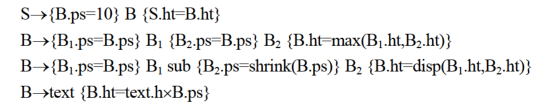 S→{B.ps=10} B {S.ht=B.ht}
B→{B₁.ps=B.ps} B₁ {B₂.ps=B.ps} B₂ {B.ht=max(B₁.ht,B₂.ht)}
B→{B₁.ps=B.ps} B₁ sub {B₂.ps=shrink(B.ps)} B₂ {B.ht=disp(B₁.ht,B₂.ht)}
B→text {B.ht=text.h×B.ps}